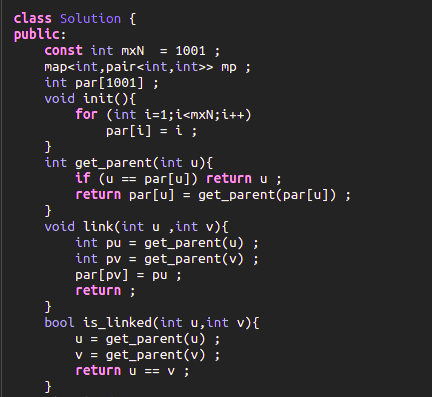 class Solution {
public:
    const int mxN  = 1001 ;
    map<int,pair<int,int>> mp ;
    int par[1001] ;
    void init(){
        for (int i=1;i<mxN;i++)
            par[i] = i ;
    }
    int get_parent(int u){
        if (u == par[u]) return u ;
        return par[u] = get_parent(par[u]) ;
    }
    void link(int u ,int v){
        int pu = get_parent(u) ;
        int pv = get_parent(v) ;
        par[pv] = pu ;
        return ;
    }
    bool is_linked(int u,int v){
        u = get_parent(u) ;
        v = get_parent(v) ;
        return u == v ;
    }